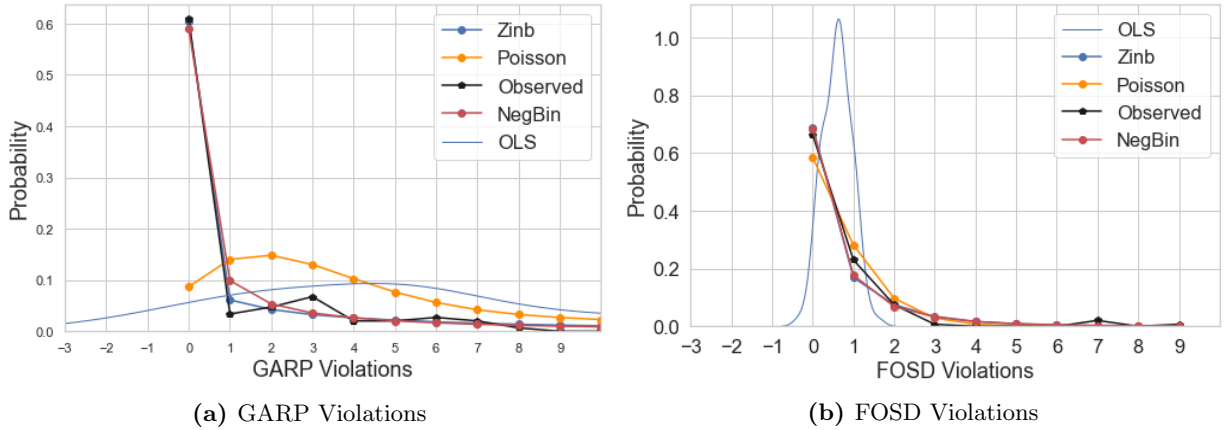 0.6
0.5
0.4
0.3
0.2
0.1
0.0
Probability
Zinb
Poisson
Observed
NegBin
OLS
-3 -2 -1 0 1 2 3 4 5 6 7 8 9
GARP Violations
(a) GARP Violations
1.0
0.8
0.6
0.4
0.2
0.0
Probability
OLS
Zinb
Poisson
Observed
NegBin
−3 −2 −1 0 1 2 3 4 5 6 7 8 9
FOSD Violations
(b) FOSD Violations